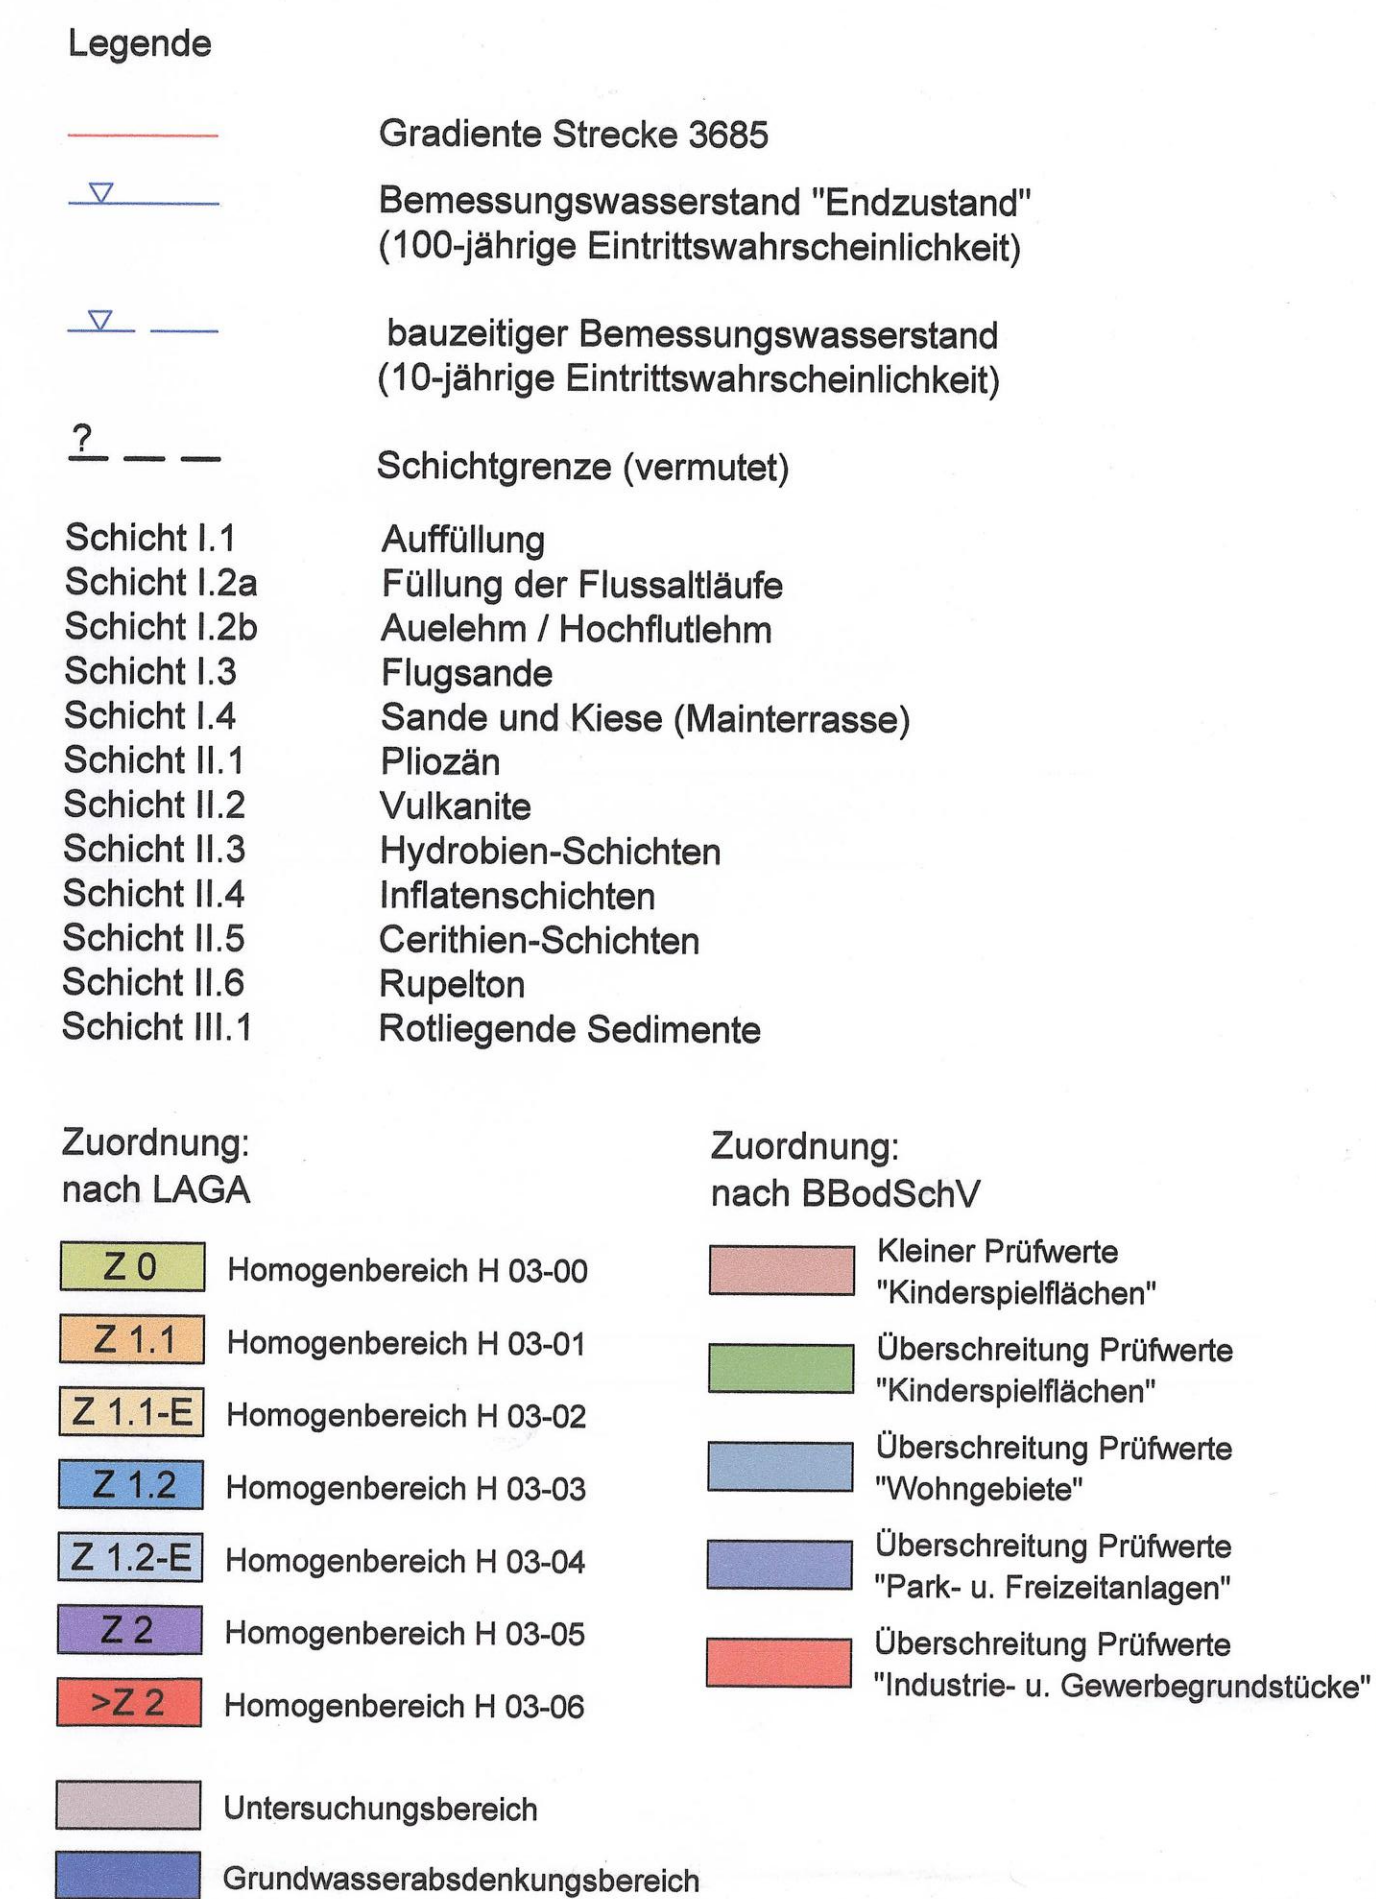 Legende
Gradiente Strecke 3685
Bemessungswasserstand "Endzustand"
(100-jährige Eintrittswahrscheinlichkeit)
bauzeitiger Bemessungswasserstand
(10-jährige Eintrittswahrscheinlichkeit)
?
Schichtgrenze (vermutet)
Schicht I.1 Auffüllung
Schicht I.2a Füllung der Flussaltläufe
Schicht I.2b Auelehm / Hochflutlehm
Schicht I.3 Flugsande
Schicht I.4 Sande und Kiese (Mainterrasse)
Schicht II.1 Pliozän
Schicht II.2 Vulkanite
Schicht II.3 Hydrobien-Schichten
Schicht II.4 Inflatenschichten
Schicht II.5 Cerithien-Schichten
Schicht II.6 Rupelton
Schicht III.1 Rotliegende Sedimente
Zuordnung:
nach LAGA
Z 0 Homogenbereich H 03-00
Z 1.1 Homogenbereich H 03-01
Z 1.1-E Homogenbereich H 03-02
Z 1.2 Homogenbereich H 03-03
Z 1.2-E Homogenbereich H 03-04
Z 2 Homogenbereich H 03-05
>Z 2 Homogenbereich H 03-06
Untersuchungsbereich
Grundwasserabsdenkungsbereich
Zuordnung:
nach BBodSchV
Kleiner Prüfwerte
"Kinderspielflächen"
Überschreitung Prüfwerte
"Kinderspielflächen"
Überschreitung Prüfwerte
"Wohngebiete"
Überschreitung Prüfwerte
"Park- u. Freizeitanlagen"
Überschreitung Prüfwerte
"Industrie- u. Gewerbegrundstücke"